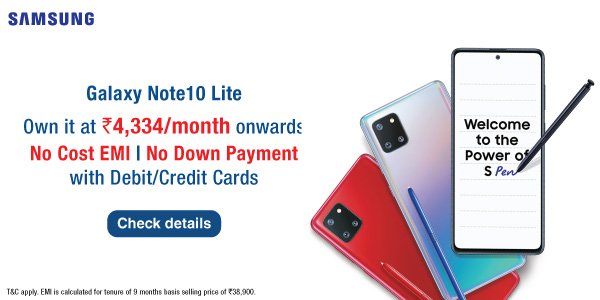 SAMSUNG
Galaxy Note10 Lite
Own it at ₹4,334/month onwards
No Cost EMI I No Down Payment
with Debit/Credit Cards
Check details
T&C apply. EMI is calculated for tenure of 9 months basis selling price of ₹38,900.
Welcome
to the
Power of
S Pen